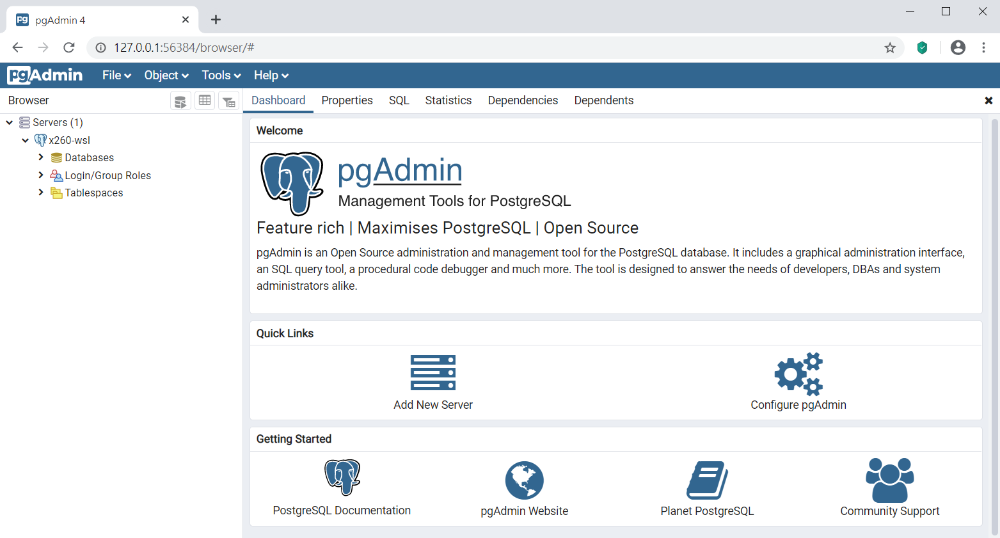 pg pgAdmin 4
127.0.0.1:56384/browser/#
pgAdmin File Object Tools Help
Browser
Dashboard Properties SQL Statistics Dependencies Dependents
Servers (1)
x260-wsl
Databases
Login/Group Roles
Tablespaces
Welcome
pgAdmin
Management Tools for PostgreSQL
Feature rich | Maximises PostgreSQL | Open Source
pgAdmin is an Open Source administration and management tool for the PostgreSQL database. It includes a graphical administration interface,
an SQL query tool, a procedural code debugger and much more. The tool is designed to answer the needs of developers, DBAs and system
administrators alike.
Quick Links
Add New Server
Configure pgAdmin
Getting Started
PostgreSQL Documentation
pgAdmin Website
Planet PostgreSQL
Community Support